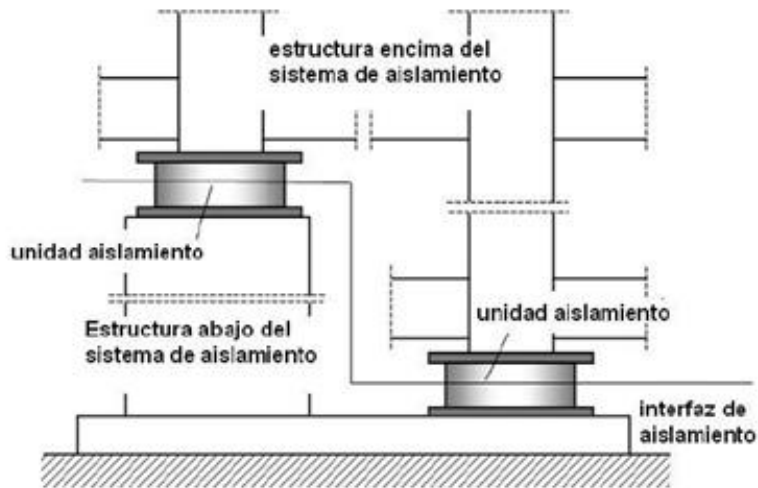 estructura encima del
sistema de aislamiento
unidad aislamiento
Estructura abajo del
sistema de aislamiento
unidad aislamiento
interfaz de
aislamiento